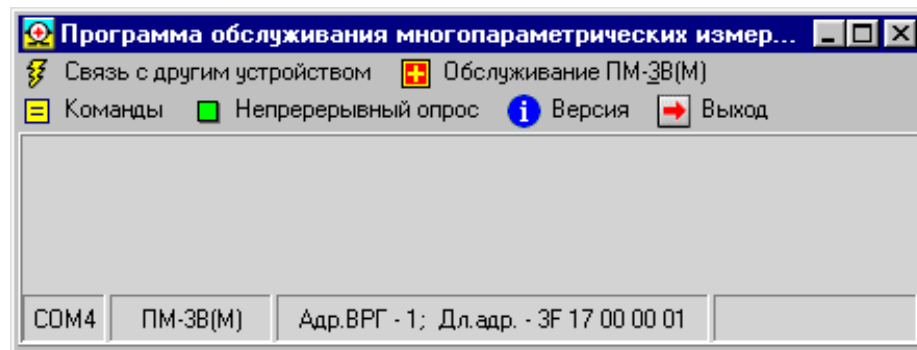 Программа обслуживания многопараметрических измер...
Связь с другим устройством Обслуживание ПМ-3В(М)
Команды Непререрывный опрос Версия Выход
COM4 ПМ-3В(М) Адр.ВРГ - 1; Дл.адр. - 3F 17 00 00 01